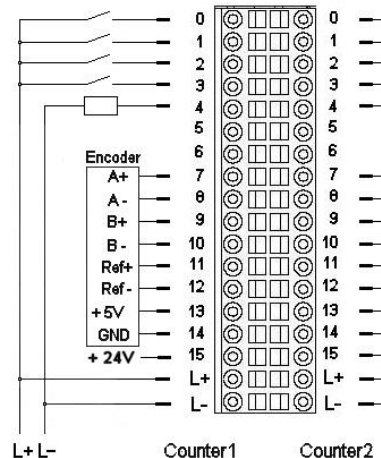 0 0
1 1
2 2
3 3
4 4
5 5
6 6
Encoder
A+ 7 7
A - 8 8
B+ 9 9
B - 10 10
Ref+ 11 11
Ref- 12 12
+5V 13 13
GND 14 14
+ 24V 15 15
L+ L+
L- L-
L+ L- Counter1 Counter2